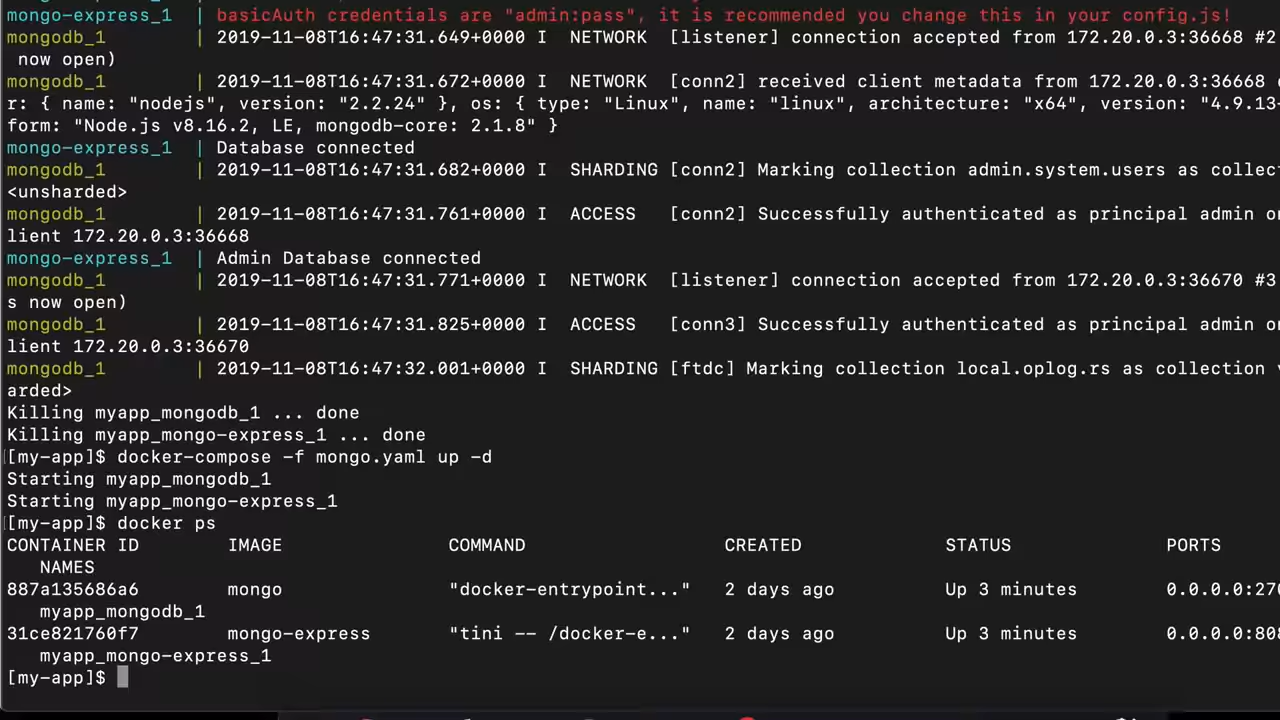 mongo-express_1  | basicAuth credentials are "admin:pass", it is recommended you change this in your config.js!
mongodb_1        | 2019-11-08T16:47:31.649+0000 I  NETWORK  [listener] connection accepted from 172.20.0.3:36668 #2
 now open)
mongodb_1        | 2019-11-08T16:47:31.672+0000 I  NETWORK  [conn2] received client metadata from 172.20.0.3:36668
r: { name: "nodejs", version: "2.2.24" }, os: { type: "Linux", name: "linux", architecture: "x64", version: "4.9.13
form: "Node.js v8.16.2, LE, mongodb-core: 2.1.8" }
mongo-express_1  | Database connected
mongodb_1        | 2019-11-08T16:47:31.682+0000 I  SHARDING [conn2] Marking collection admin.system.users as collec
<unsharded>
mongodb_1        | 2019-11-08T16:47:31.761+0000 I  ACCESS   [conn2] Successfully authenticated as principal admin o
lient 172.20.0.3:36668
mongo-express_1  | Admin Database connected
mongodb_1        | 2019-11-08T16:47:31.771+0000 I  NETWORK  [listener] connection accepted from 172.20.0.3:36670 #3
s now open)
mongodb_1        | 2019-11-08T16:47:31.825+0000 I  ACCESS   [conn3] Successfully authenticated as principal admin o
lient 172.20.0.3:36670
mongodb_1        | 2019-11-08T16:47:32.001+0000 I  SHARDING [ftdc] Marking collection local.oplog.rs as collection
arded>
Killing myapp_mongodb_1 ... done
Killing myapp_mongo-express_1 ... done
[my-app]$ docker-compose -f mongo.yaml up -d
Starting myapp_mongodb_1
Starting myapp_mongo-express_1
[my-app]$ docker ps
CONTAINER ID        IMAGE               COMMAND                  CREATED             STATUS              PORTS
   NAMES
887a135686a6        mongo               "docker-entrypoint..."   2 days ago          Up 3 minutes        0.0.0.0:270
   myapp_mongodb_1
31ce821760f7        mongo-express       "tini -- /docker-e..."   2 days ago          Up 3 minutes        0.0.0.0:808
   myapp_mongo-express_1
[my-app]$